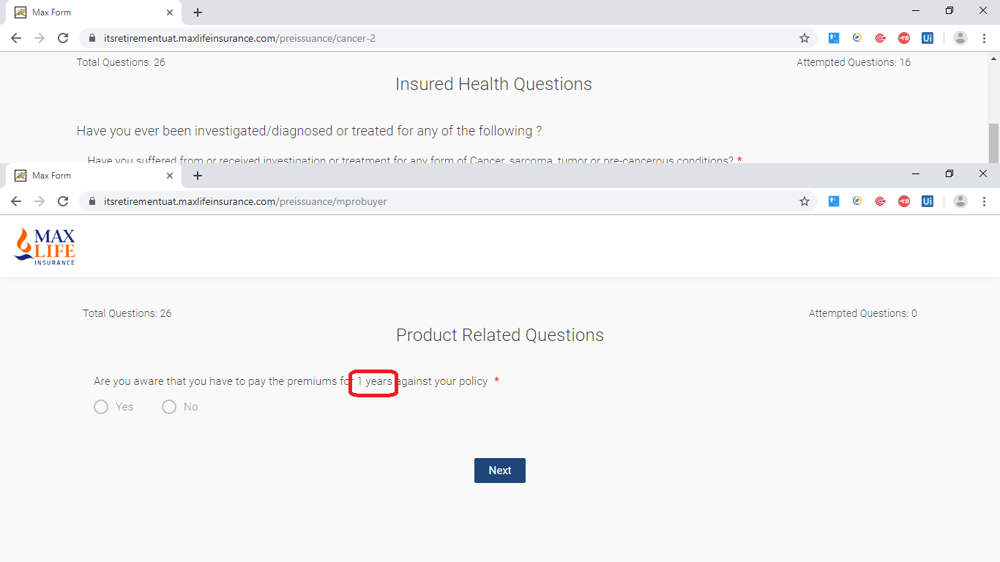 Max Form
itsretirementuat.maxlifeinsurance.com/preissuance/cancer-2
Ui
Total Questions: 26
Attempted Questions: 16
Insured Health Questions
Have you ever been investigated/diagnosed or treated for any of the following ?
Have you suffered from or received investigation or treatment for any form of Cancer, sarcoma, tumor or pre-cancerous conditions? *
Max Form
itsretirementuat.maxlifeinsurance.com/preissuance/mprobuyer
Ui
MAX
LIFE
INSURANCE
Total Questions: 26
Attempted Questions: 0
Product Related Questions
Are you aware that you have to pay the premiums for 1 years against your policy *
Yes
No
Next